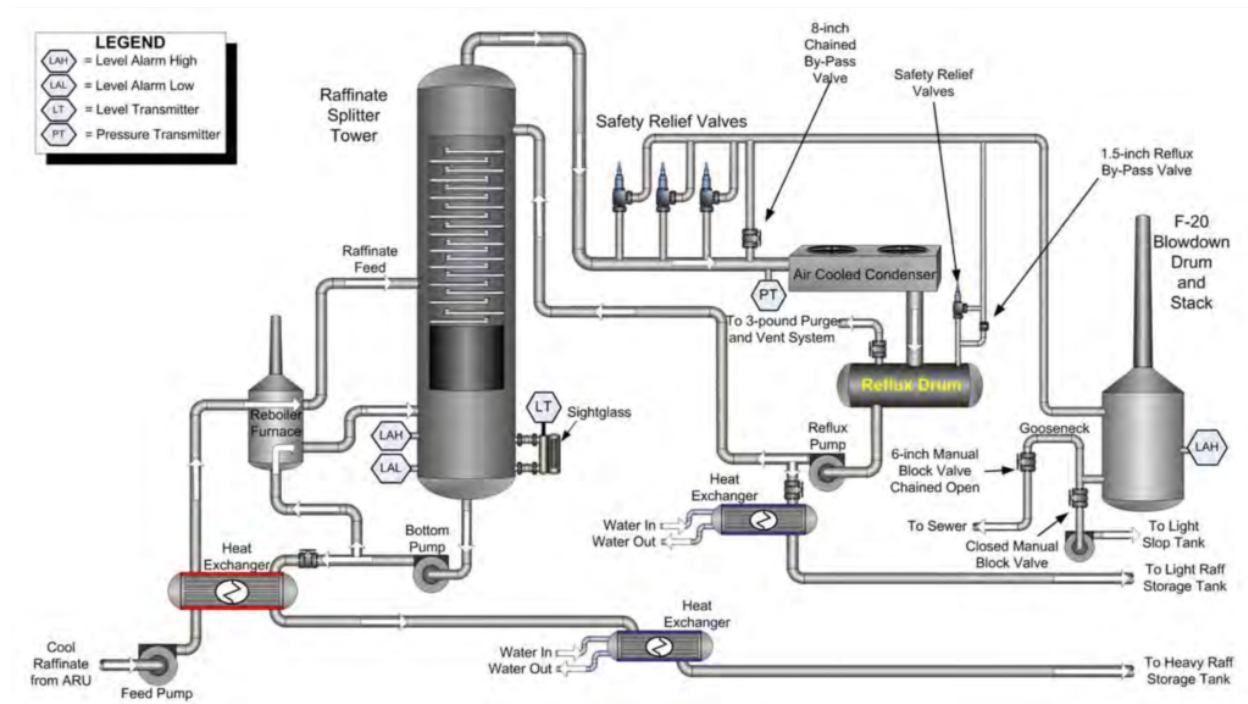 LEGEND
LAH = Level Alarm High
LAL = Level Alarm Low
LT = Level Transmitter
PT = Pressure Transmitter
Raffinate
Splitter
Tower
8-inch
Chained
By-Pass
Valve
Safety Relief
Valves
Safety Relief Valves
1.5-inch Reflux
By-Pass Valve
F-20
Blowdown
Drum
and
Stack
Raffinate
Feed
Air Cooled Condenser
PT
To 3-pound Purge
and Vent System
Reflux Drum
Reboiler
Furnace
LT
Sightglass
LAH
LAL
Reflux
Pump
Gooseneck
LAH
6-inch Manual
Block Valve
Chained Open
Heat
Exchanger
Water In
Water Out
To Sewer
Closed Manual
Block Valve
To Light
Slop Tank
Bottom
Pump
Heat
Exchanger
To Light Raff
Storage Tank
Heat
Exchanger
Water In
Water Out
Cool
Raffinate
from ARU
Feed Pump
To Heavy Raff
Storage Tank